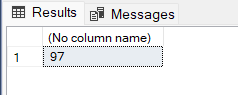 Results Messages
(No column name)
1 97